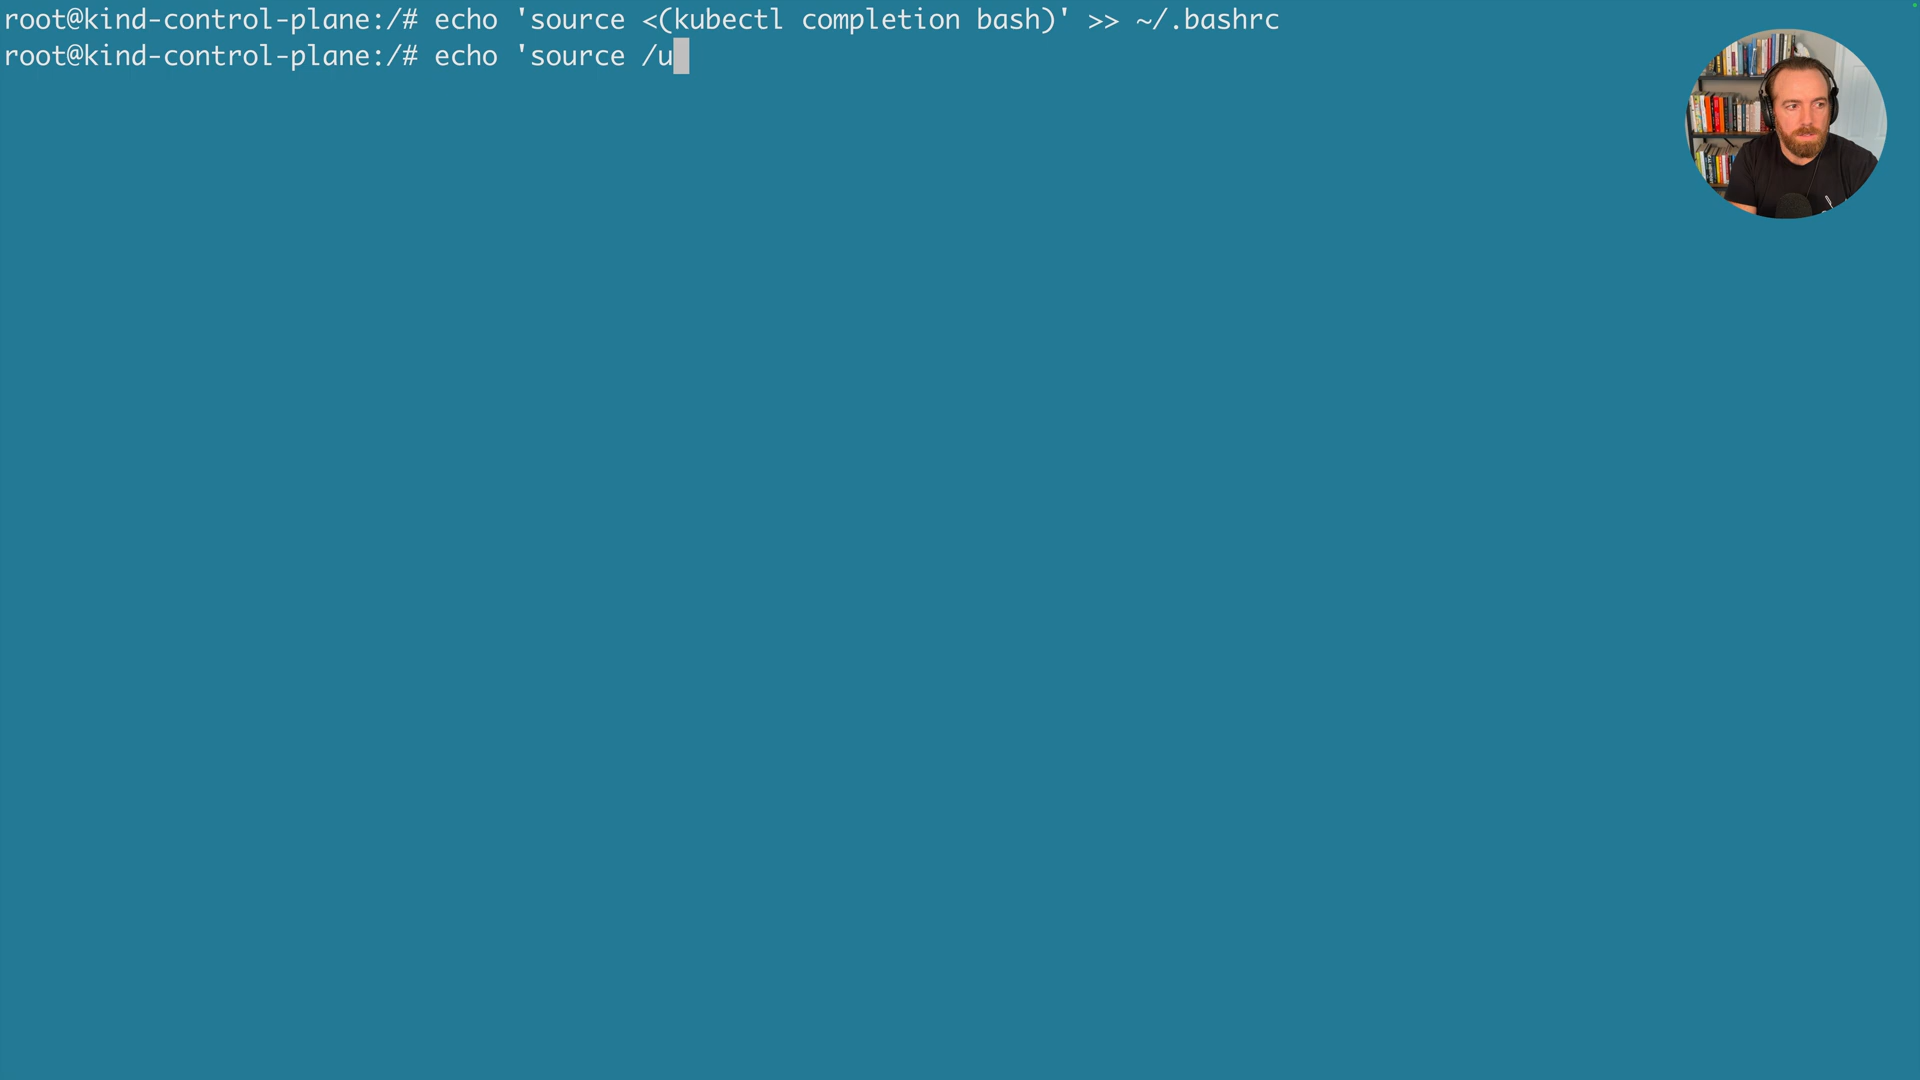 root@kind-control-plane:/# echo 'source <(kubectl completion bash)' >> ~/.bashrc
root@kind-control-plane:/# echo 'source /u